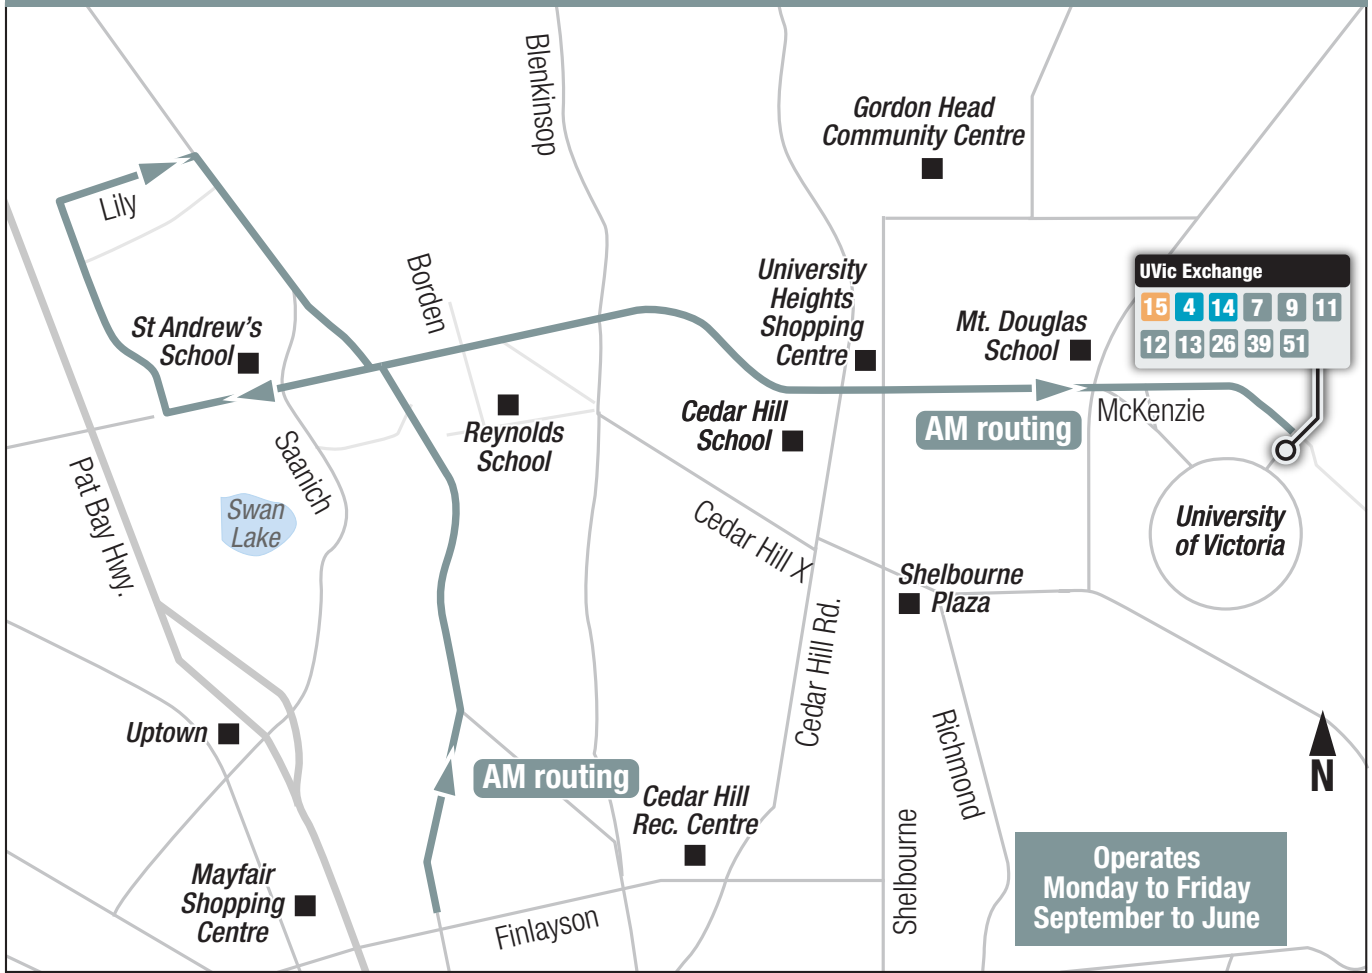 Blenkinsop
Gordon Head
Community Centre
Lily
Borden
University
Heights
Shopping
Centre
UVic Exchange
15 4 14 7 9 11
12 13 26 39 51
St Andrew's
School
Mt. Douglas
School
McKenzie
AM routing
Cedar Hill
School
Reynolds
School
Saanich
Pat Bay Hwy.
Swan
Lake
Cedar Hill X
University
of Victoria
Shelbourne
Plaza
Cedar Hill Rd.
Uptown
Richmond
AM routing
Cedar Hill
Rec. Centre
N
Shelbourne
Mayfair
Shopping
Centre
Finlayson
Operates
Monday to Friday
September to June